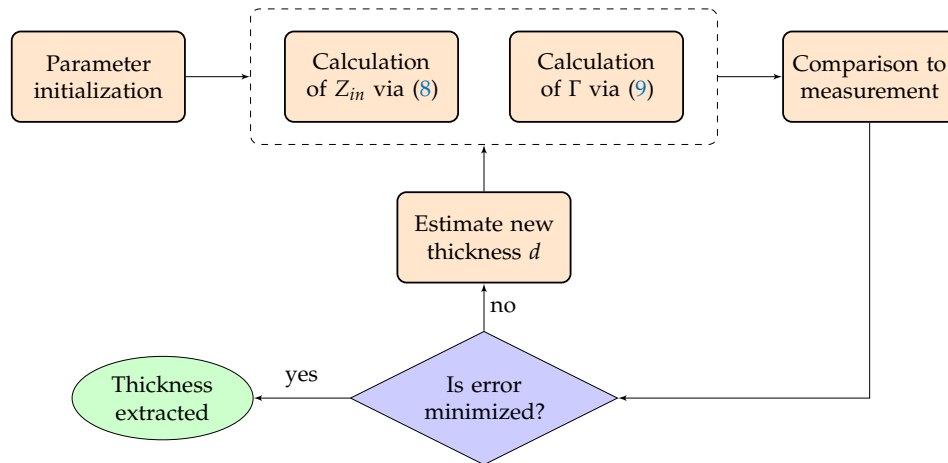 Parameter
initialization
Calculation
of Z_in via (8)
Calculation
of Γ via (9)
Comparison to
measurement
Estimate new
thickness d
no
yes
Thickness
extracted
Is error
minimized?